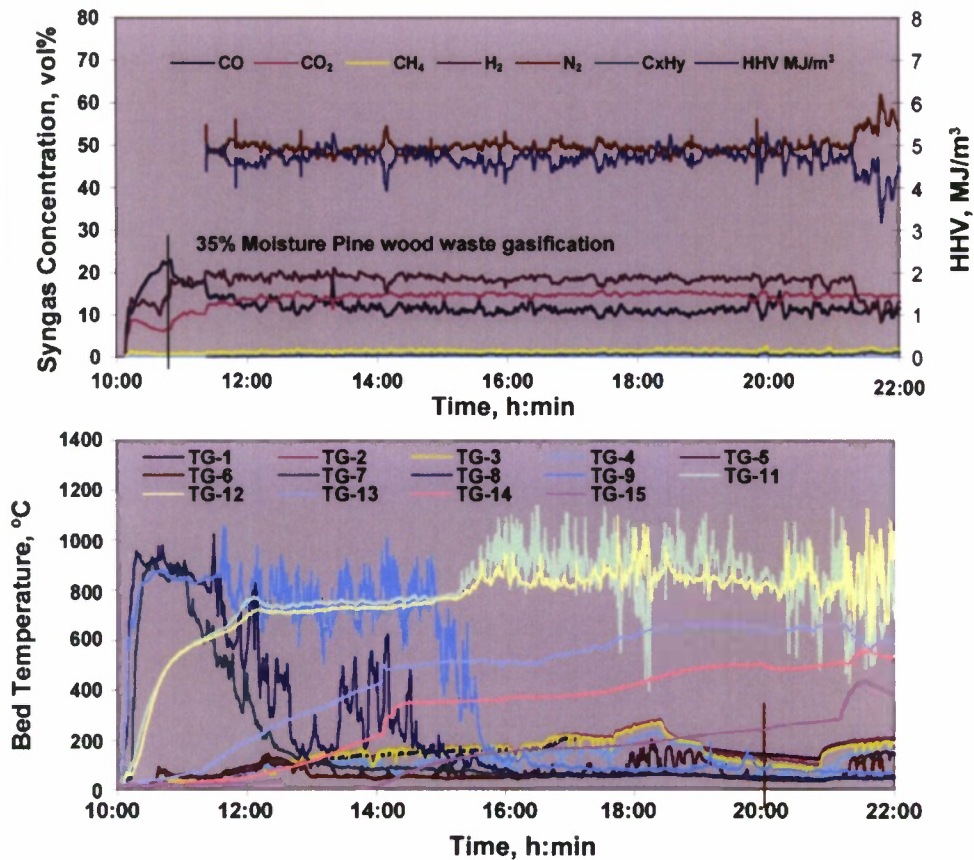 80
70
60
50
40
30
20
10
0
Syngas Concentration, vol%
CO CO₂ CH₄ H₂ N₂ CxHy HHV MJ/m³
35% Moisture Pine wood waste gasification
8
7
6
5
4
3
2
1
0
HHV, MJ/m³
10:00 12:00 14:00 16:00 18:00 20:00 22:00
Time, h:min
1400
1200
1000
800
600
400
200
0
Bed Temperature, ºC
TG-1 TG-2 TG-3 TG-4 TG-5
TG-6 TG-7 TG-8 TG-9 TG-11
TG-12 TG-13 TG-14 TG-15
10:00 12:00 14:00 16:00 18:00 20:00 22:00
Time, h:min